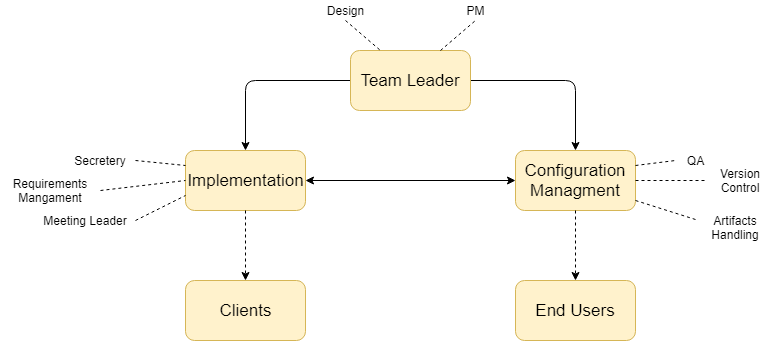 Design
PM
Team Leader
Secretery
Requirements
Mangament
Meeting Leader
Implementation
Configuration
Managment
QA
Version
Control
Artifacts
Handling
Clients
End Users